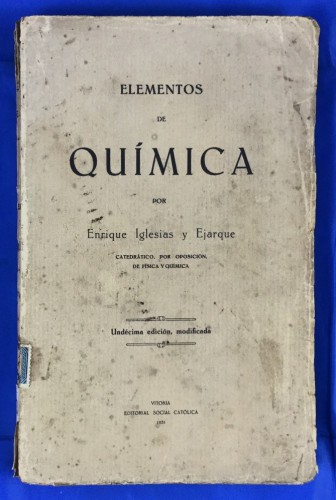 ELEMENTOS
DE
QUÍMICA
POR
Enrique Iglesias y Ejarque
CATEDRÁTICO, POR OPOSICIÓN,
DE FÍSICA Y QUÍMICA
Undécima edición, modificada
VITORIA
EDITORIAL SOCIAL CATÓLICA
1931